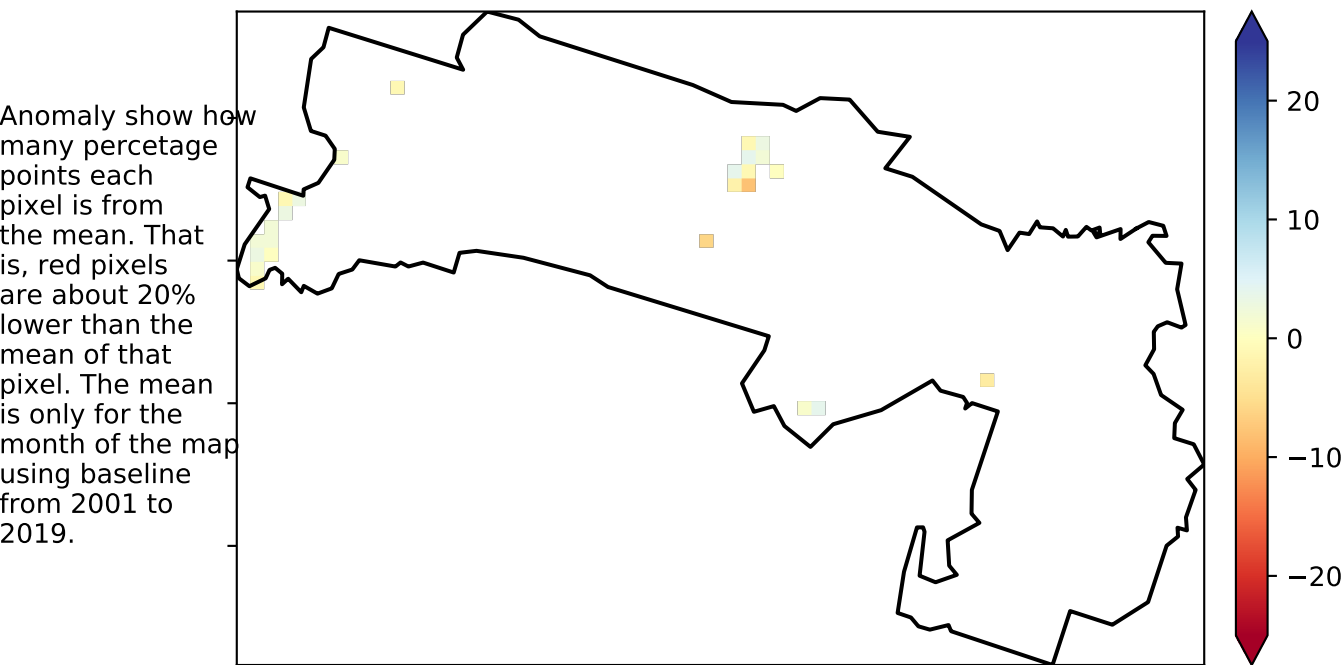 Anomaly show how
many percetage
points each
pixel is from
the mean. That
is, red pixels
are about 20%
lower than the
mean of that
pixel. The mean
is only for the
month of the map
using baseline
from 2001 to
2019.
20
10
0
−10
−20